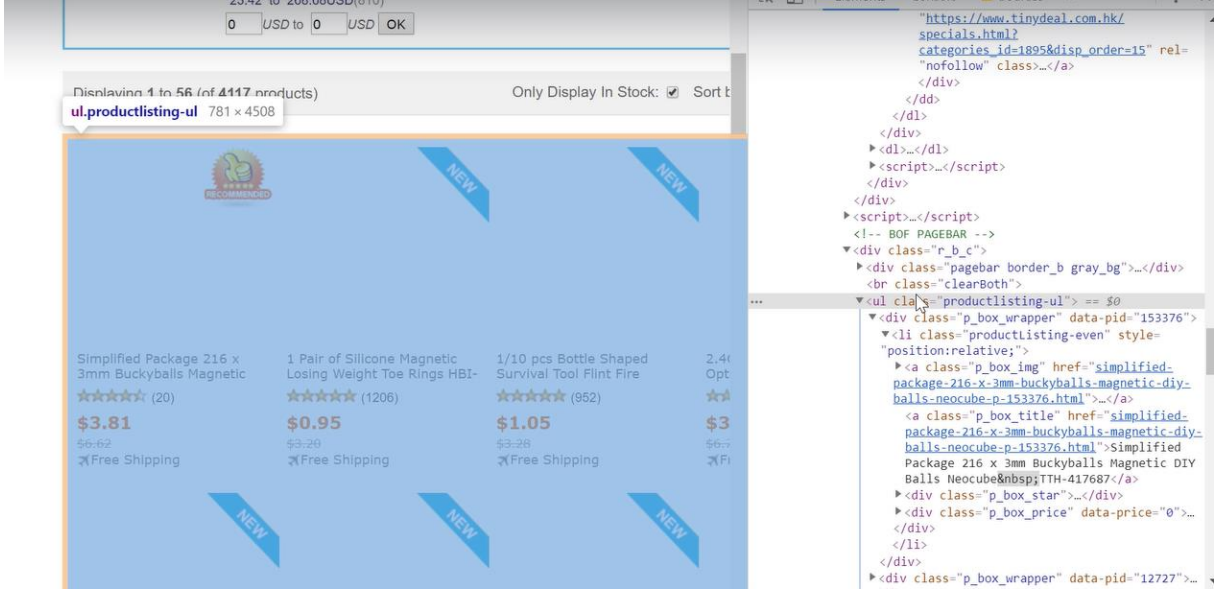 23.42 to 268.08USD(810)
0 USD to 0 USD OK
Displaying 1 to 56 (of 4117 products)
Only Display In Stock: Sort
ul.productlisting-ul 781 × 4508
RECOMMENDED
NEW
NEW
Simplified Package 216 x
3mm Buckyballs Magnetic
(20)
$3.81
$6.62
Free Shipping
1 Pair of Silicone Magnetic
Losing Weight Toe Rings HBI-
(1206)
$0.95
$3.20
Free Shipping
1/10 pcs Bottle Shaped
Survival Tool Flint Fire
(952)
$1.05
$3.28
Free Shipping
Opt
$3
NEW
NEW
NEW
"https://www.tinydeal.com.hk/
specials.html?
categories_id=1895&disp_order=15" rel=
"nofollow" class>…</a>
</div>
</dd>
</dl>
</div>
<dl>…</dl>
<script>…</script>
</div>
</div>
<script>…</script>
<!-- BOF PAGEBAR -->
<div class="r_b_c">
<div class="pagebar border_b gray_bg">…</div>
<br class="clearBoth">
… <ul class="productlisting-ul"> == $0
<div class="p_box_wrapper" data-pid="153376">
<li class="productListing-even" style=
"position:relative;">
<a class="p_box_img" href="simplified-
package-216-x-3mm-buckyballs-magnetic-diy-
balls-neocube-p-153376.html">…</a>
<a class="p_box_title" href="simplified-
package-216-x-3mm-buckyballs-magnetic-diy-
balls-neocube-p-153376.html">Simplified
Package 216 x 3mm Buckyballs Magnetic DIY
Balls Neocube&nbsp;TTH-417687</a>
<div class="p_box_star">…</div>
<div class="p_box_price" data-price="0">…
</div>
</li>
</div>
<div class="p_box_wrapper" data-pid="12727">…